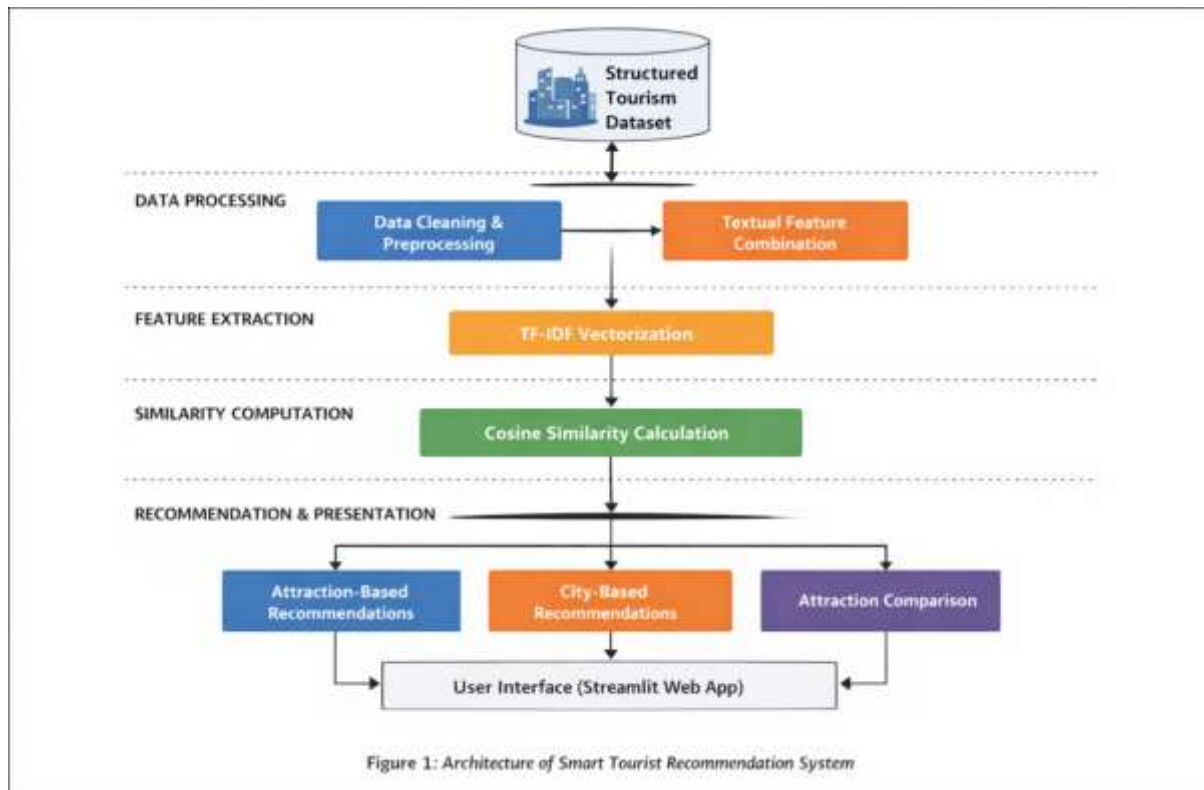 Structured
Tourism
Dataset
DATA PROCESSING
Data Cleaning &
Preprocessing
Textual Feature
Combination
FEATURE EXTRACTION
TF-IDF Vectorization
SIMILARITY COMPUTATION
Cosine Similarity Calculation
RECOMMENDATION & PRESENTATION
Attraction-Based
Recommendations
City-Based
Recommendations
Attraction Comparison
User Interface (Streamlit Web App)
Figure 1: Architecture of Smart Tourist Recommendation System